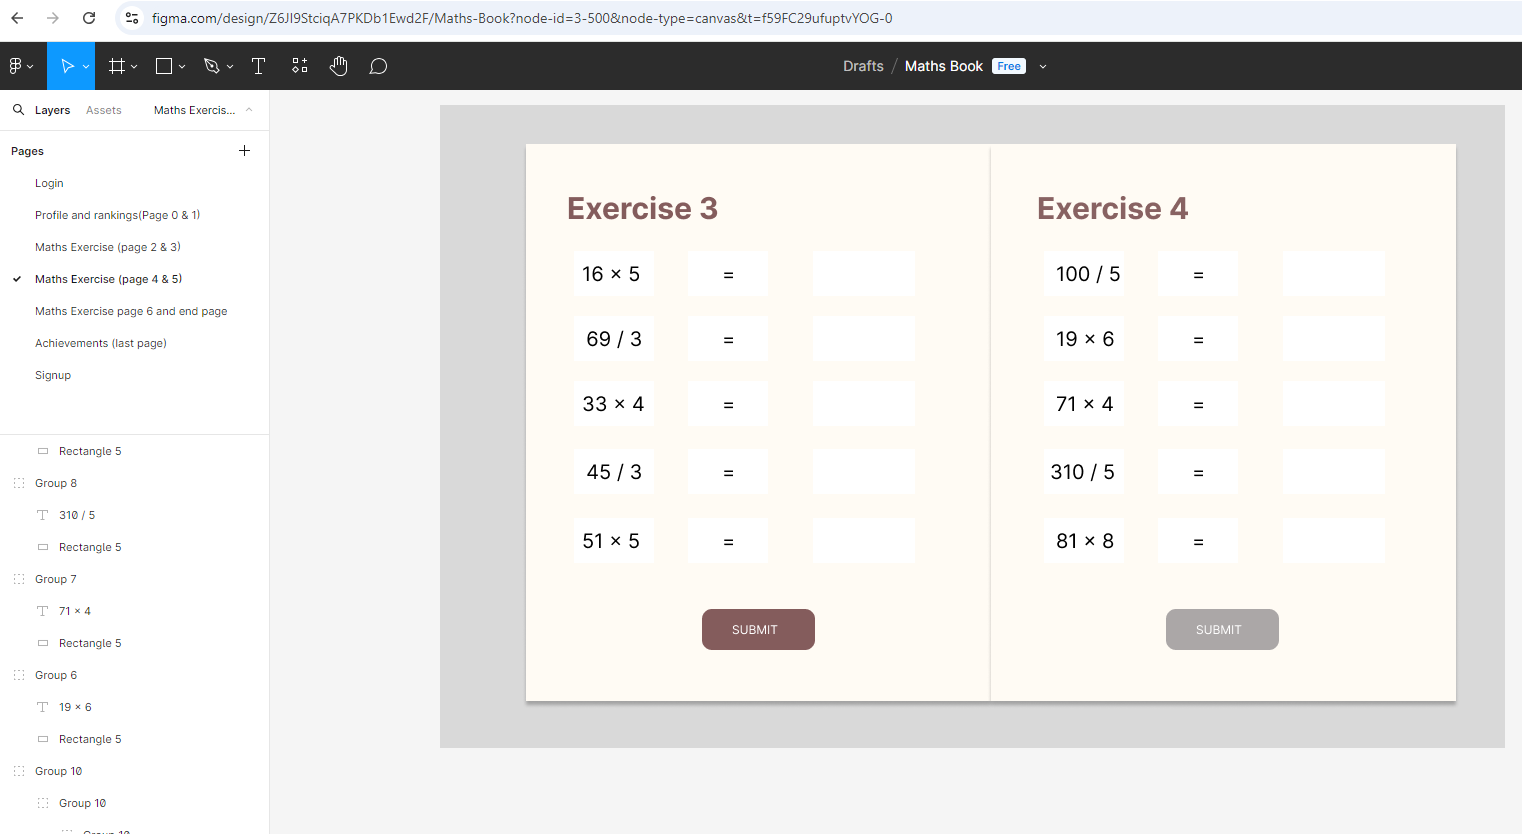 figma.com/design/Z6JI9StciqA7PKDb1Ewd2F/Maths-Book?node-id=3-500&node-type=canvas&t=f59FC29ufuptvYOG-0
Drafts / Maths Book Free
Layers Assets Maths Exercis...
Pages
Login
Profile and rankings(Page 0 & 1)
Maths Exercise (page 2 & 3)
Maths Exercise (page 4 & 5)
Maths Exercise page 6 and end page
Achievements (last page)
Signup
Rectangle 5
Group 8
310 / 5
Rectangle 5
Group 7
71 × 4
Rectangle 5
Group 6
19 × 6
Rectangle 5
Group 10
Group 10
Group 10
Exercise 3
16 × 5 =
69 / 3 =
33 × 4 =
45 / 3 =
51 × 5 =
SUBMIT
Exercise 4
100 / 5 =
19 × 6 =
71 × 4 =
310 / 5 =
81 × 8 =
SUBMIT